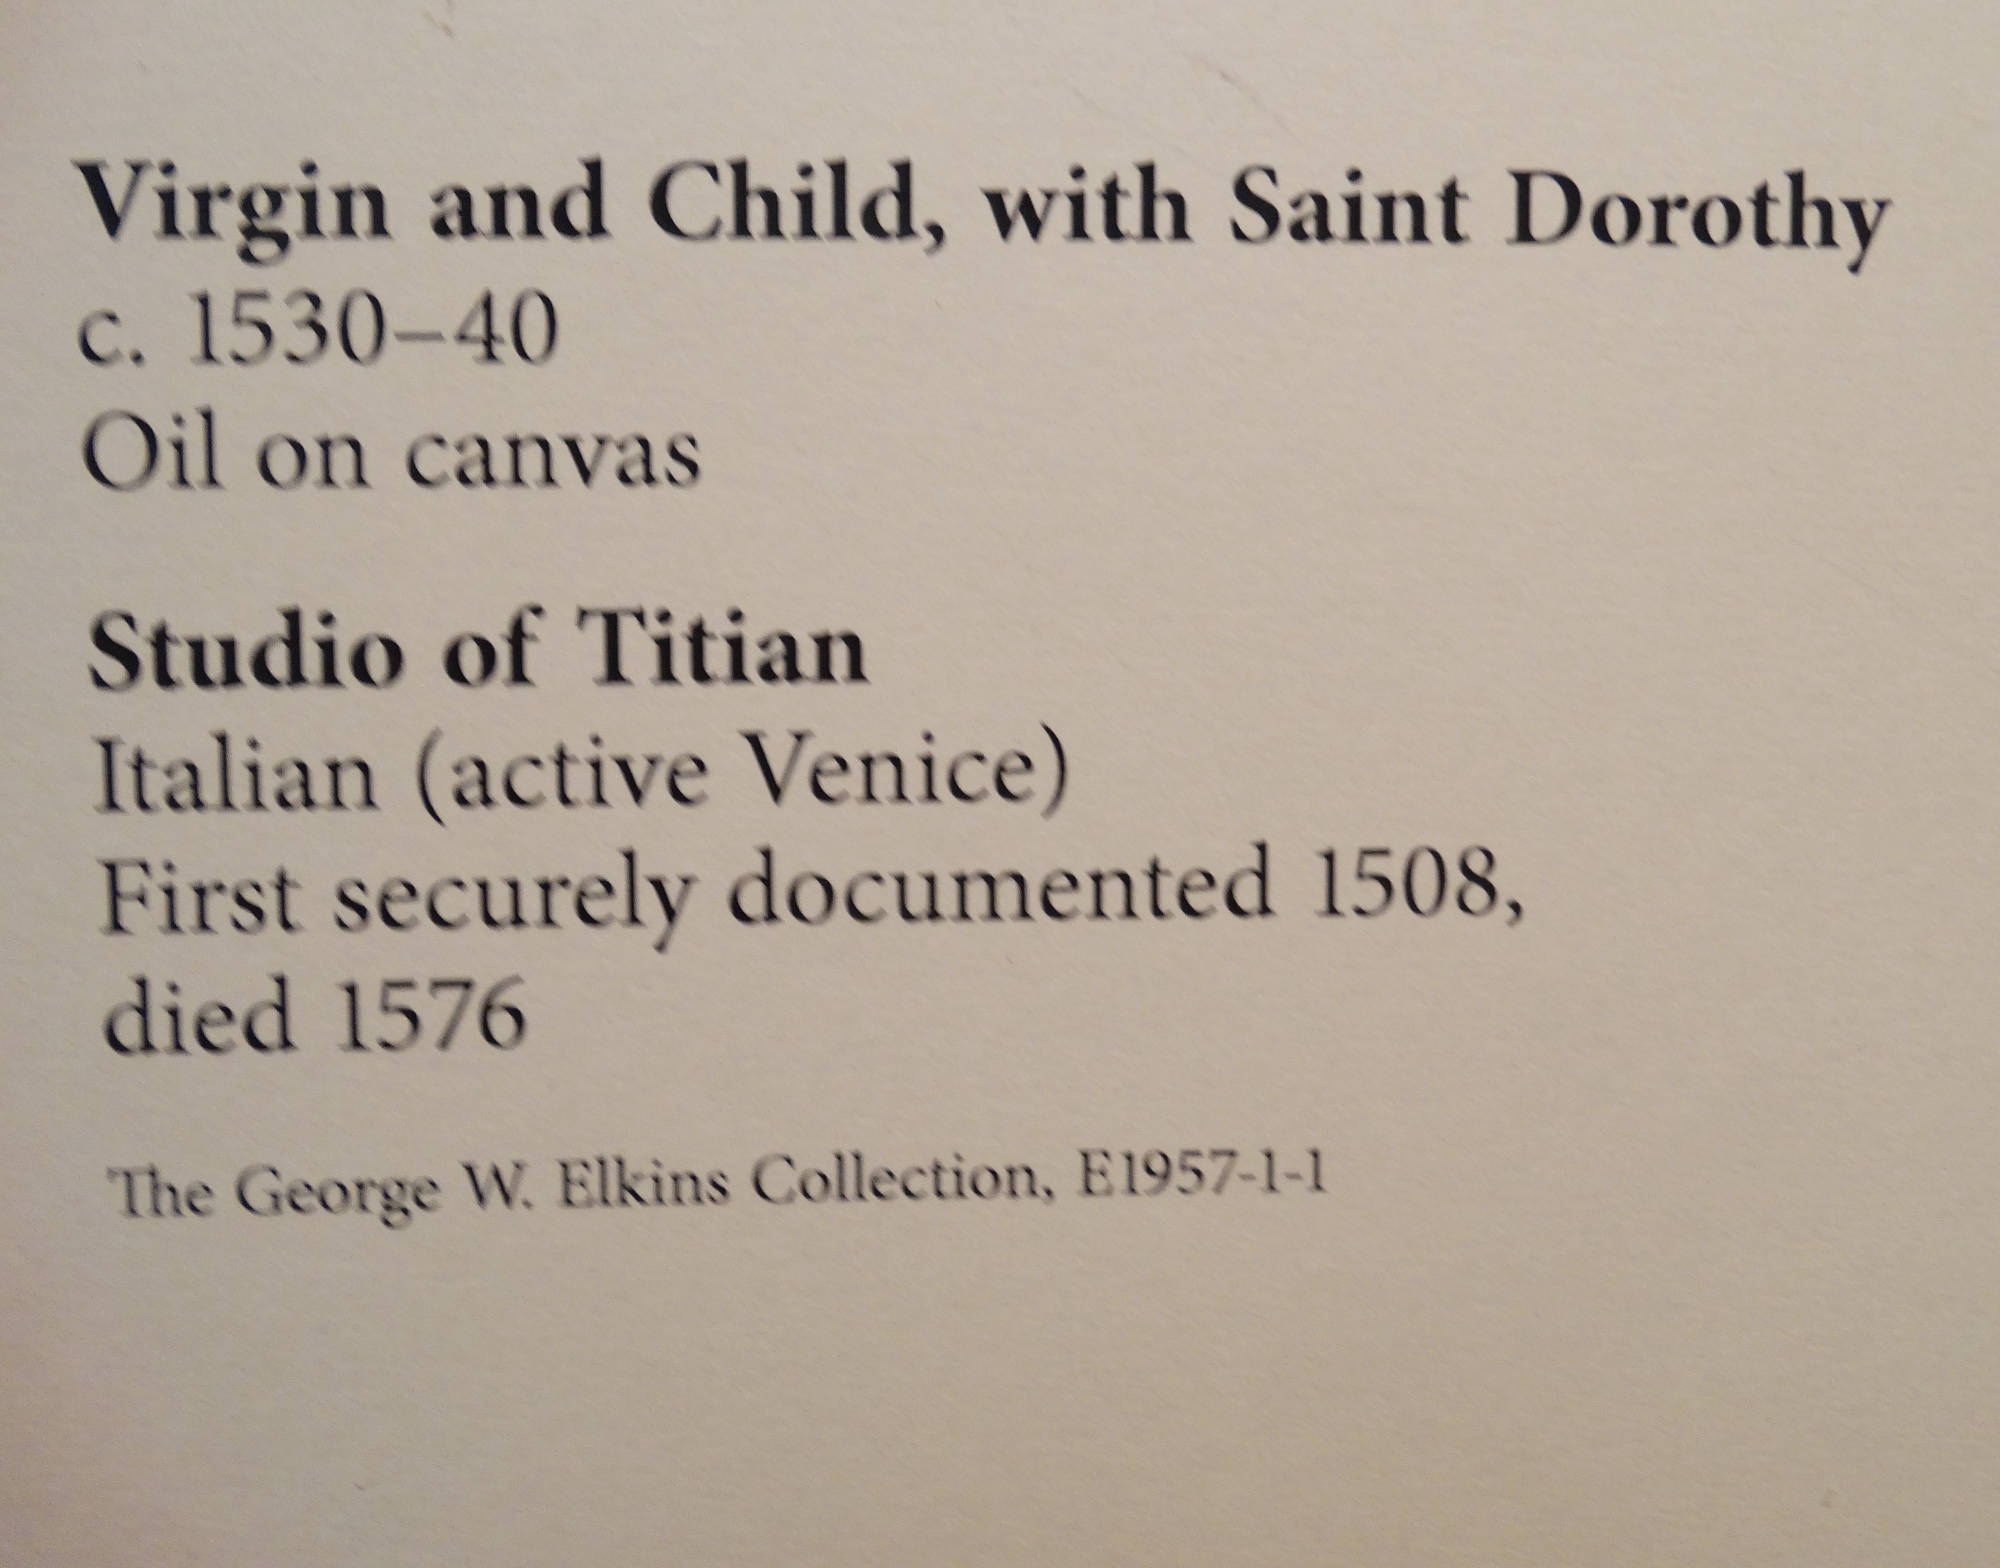 Virgin and Child, with Saint Dorothy
c. 1530–40
Oil on canvas
Studio of Titian
Italian (active Venice)
First securely documented 1508,
died 1576
The George W. Elkins Collection, E1957-1-1